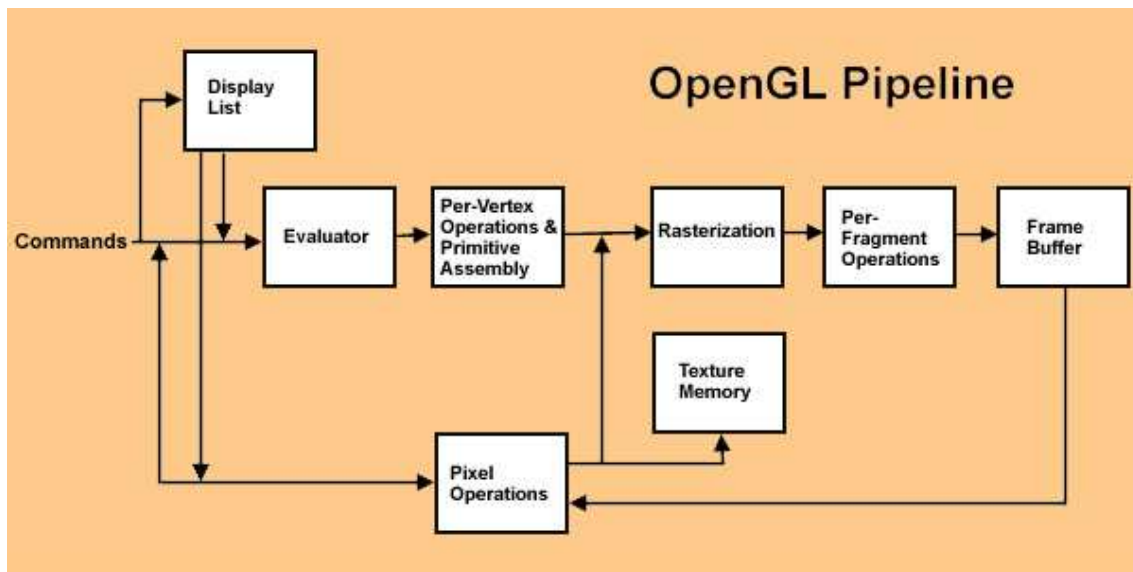 OpenGL Pipeline
Display
List
Commands
Evaluator
Per-Vertex
Operations &
Primitive
Assembly
Rasterization
Per-
Fragment
Operations
Frame
Buffer
Texture
Memory
Pixel
Operations